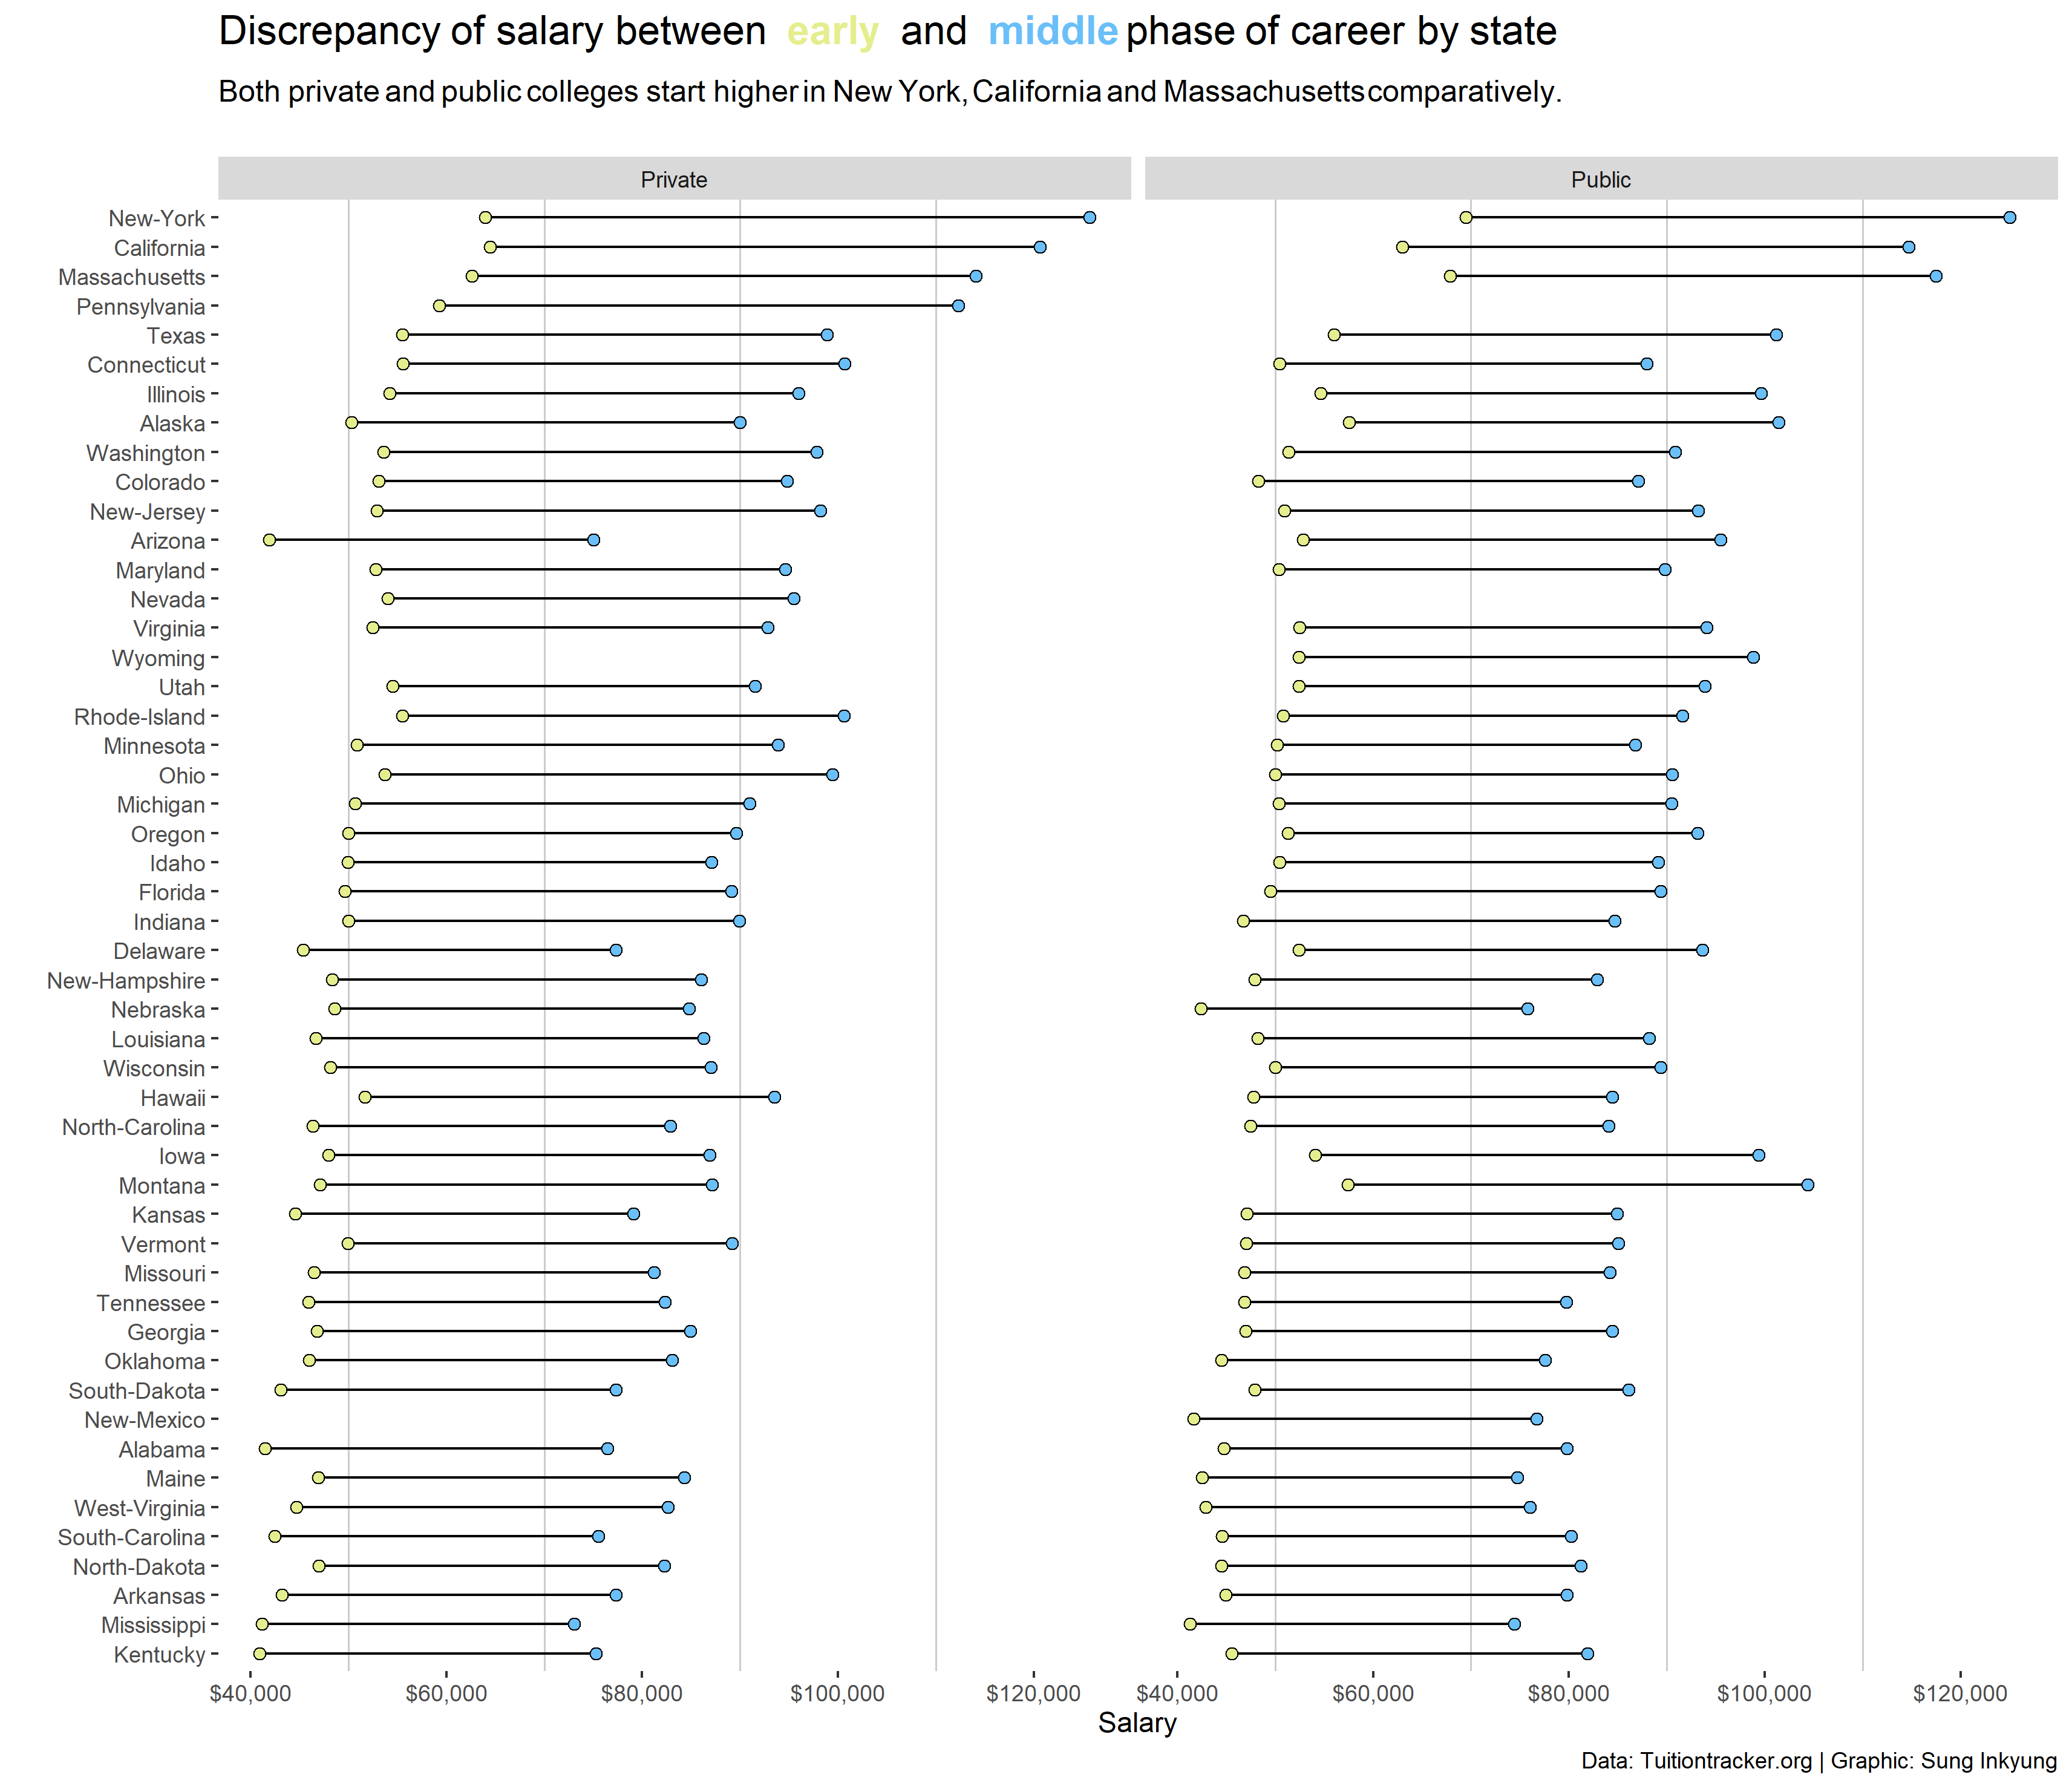 Discrepancy of salary between early and middle phase of career by state
Both private and public colleges start higher in New York, California and Massachusetts comparatively.
Private Public
New-York
California
Massachusetts
Pennsylvania
Texas
Connecticut
Illinois
Alaska
Washington
Colorado
New-Jersey
Arizona
Maryland
Nevada
Virginia
Wyoming
Utah
Rhode-Island
Minnesota
Ohio
Michigan
Oregon
Idaho
Florida
Indiana
Delaware
New-Hampshire
Nebraska
Louisiana
Wisconsin
Hawaii
North-Carolina
Iowa
Montana
Kansas
Vermont
Missouri
Tennessee
Georgia
Oklahoma
South-Dakota
New-Mexico
Alabama
Maine
West-Virginia
South-Carolina
North-Dakota
Arkansas
Mississippi
Kentucky
$40,000 $60,000 $80,000 $100,000 $120,000 $40,000 $60,000 $80,000 $100,000 $120,000
Salary
Data: Tuitiontracker.org | Graphic: Sung Inkyung